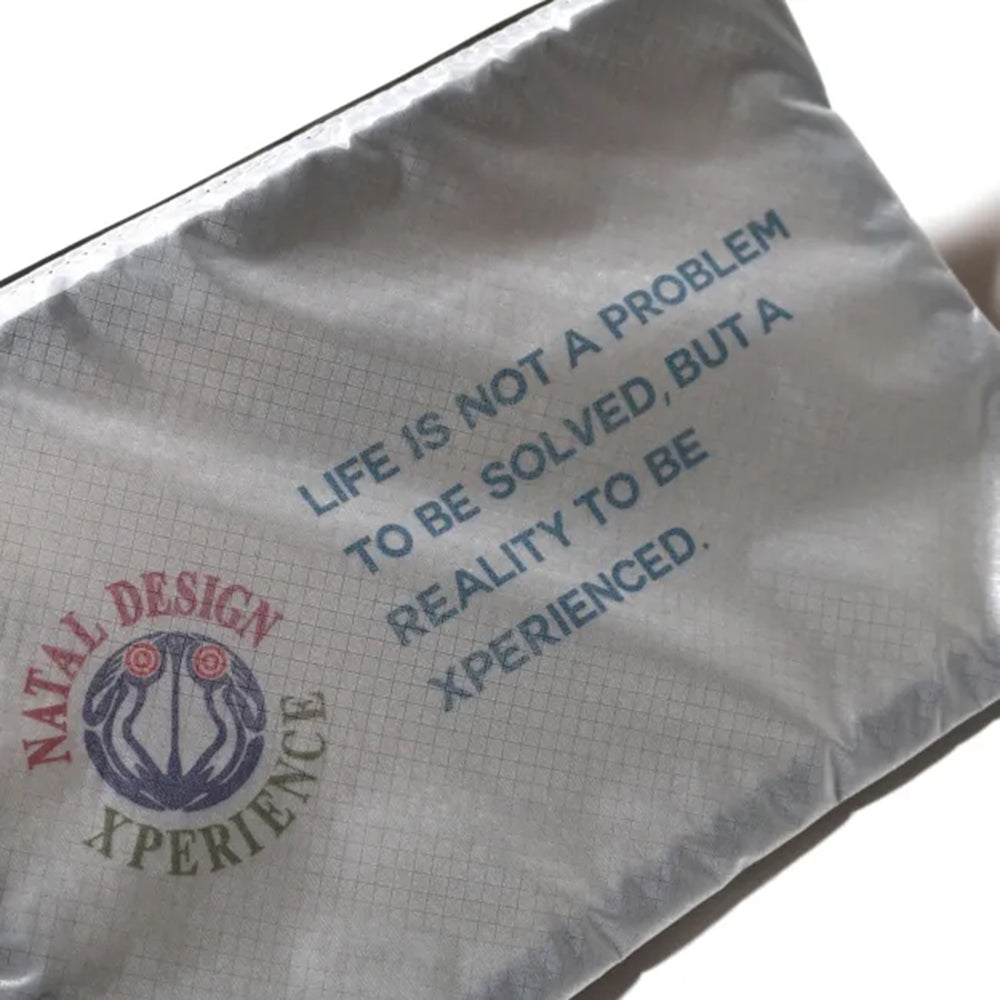 LIFE IS NOT A PROBLEM
TO BE SOLVED, BUT A
REALITY TO BE
XPERIENCED.
NATAL DESIGN
XPERIENCE